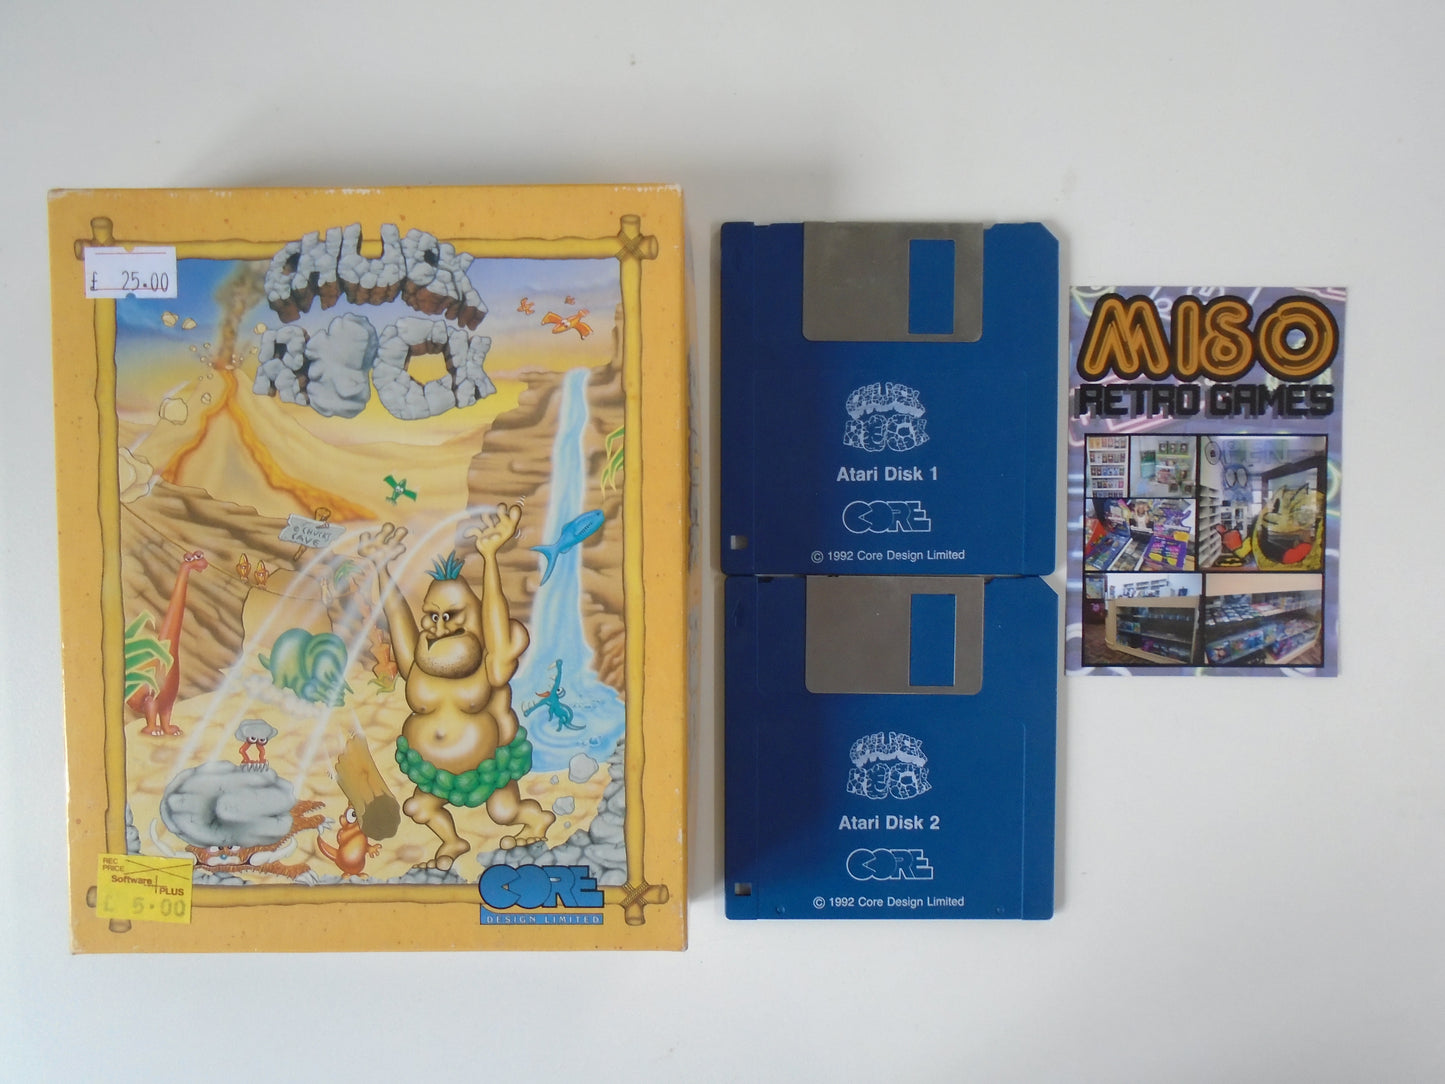 £ 25.00
CHUCK
ROCK
CHUCK'S
CAVE
REC
PRICE
Software PLUS
£ 5.00
CORE
DESIGN LIMITED
CHUCK
ROCK
Atari Disk 1
CORE
© 1992 Core Design Limited
CHUCK
ROCK
Atari Disk 2
CORE
© 1992 Core Design Limited
MISO
RETRO GAMES